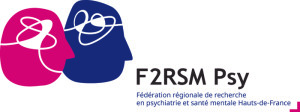 F2RSM Psy
Fédération régionale de recherche
en psychiatrie et santé mentale Hauts-de-France